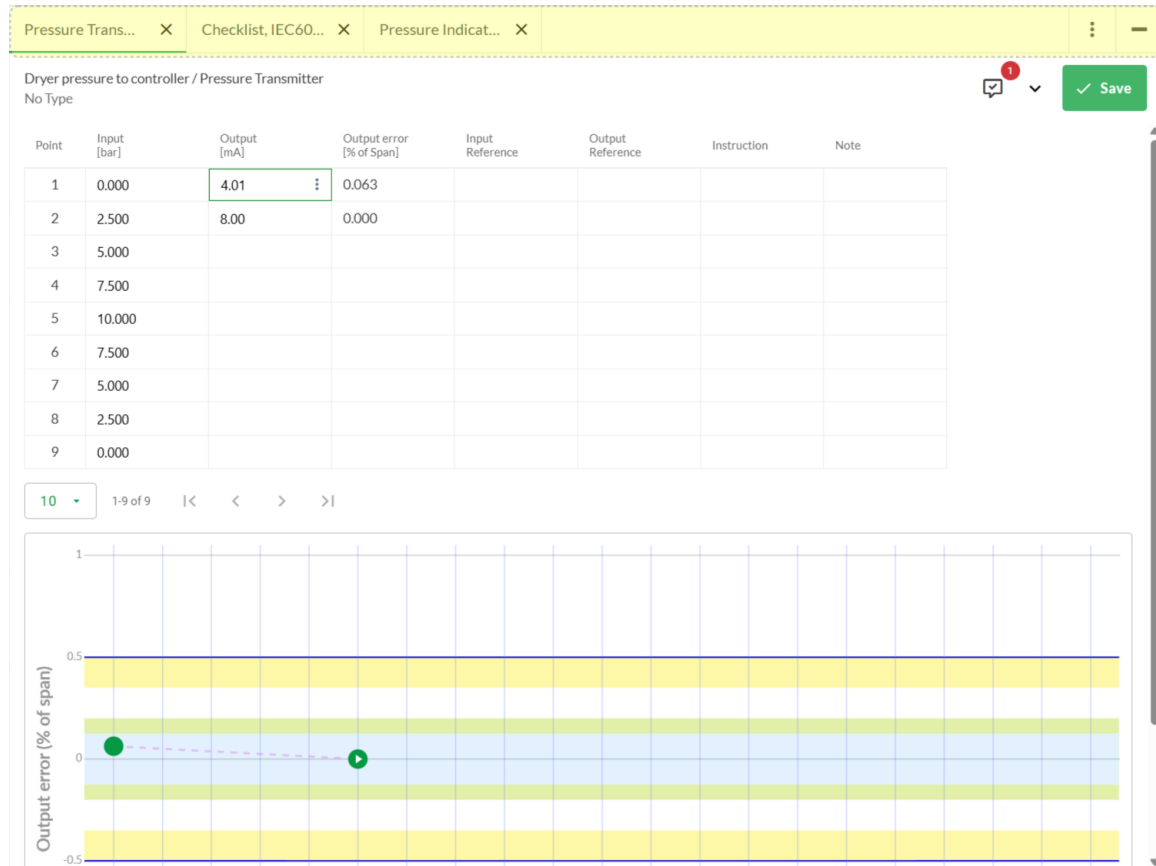 Pressure Trans... Checklist, IEC60... Pressure Indicat...
Dryer pressure to controller / Pressure Transmitter
No Type
1
Save
Point Input [bar] Output [mA] Output error [% of Span] Input Reference Output Reference Instruction Note
1 0.000 4.01 0.063
2 2.500 8.00 0.000
3 5.000
4 7.500
5 10.000
6 7.500
7 5.000
8 2.500
9 0.000
10 1-9 of 9
Output error (% of span)
1
0.5
0
-0.5